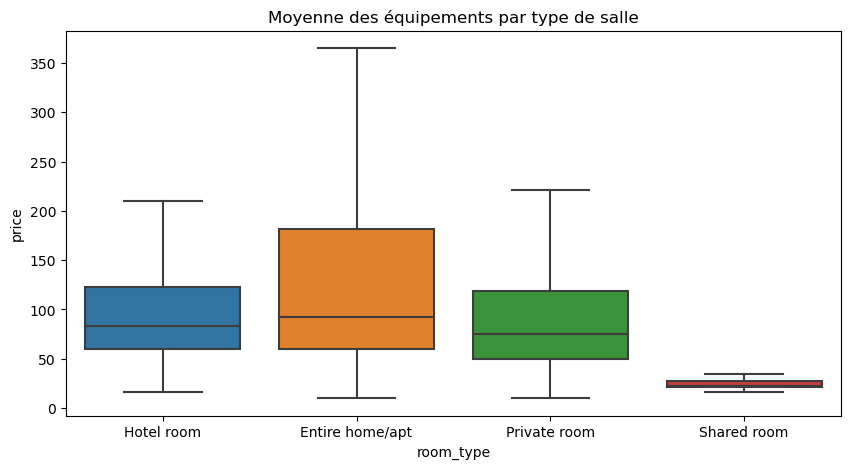 Moyenne des équipements par type de salle
price
350
300
250
200
150
100
50
0
Hotel room
Entire home/apt
Private room
Shared room
room_type